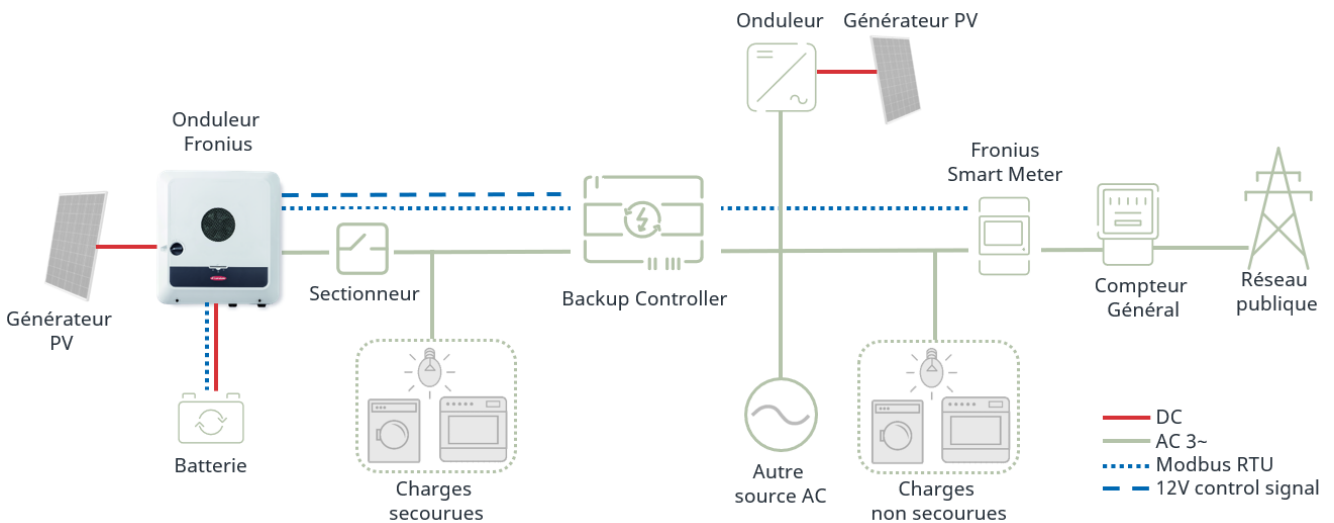 Onduleur
Générateur PV
Onduleur
Fronius
Fronius
Smart Meter
Sectionneur
Backup Controller
Compteur
Général
Réseau
publique
Générateur
PV
Batterie
Charges
secourues
Autre
source AC
Charges
non secourues
DC
AC 3~
Modbus RTU
12V control signal